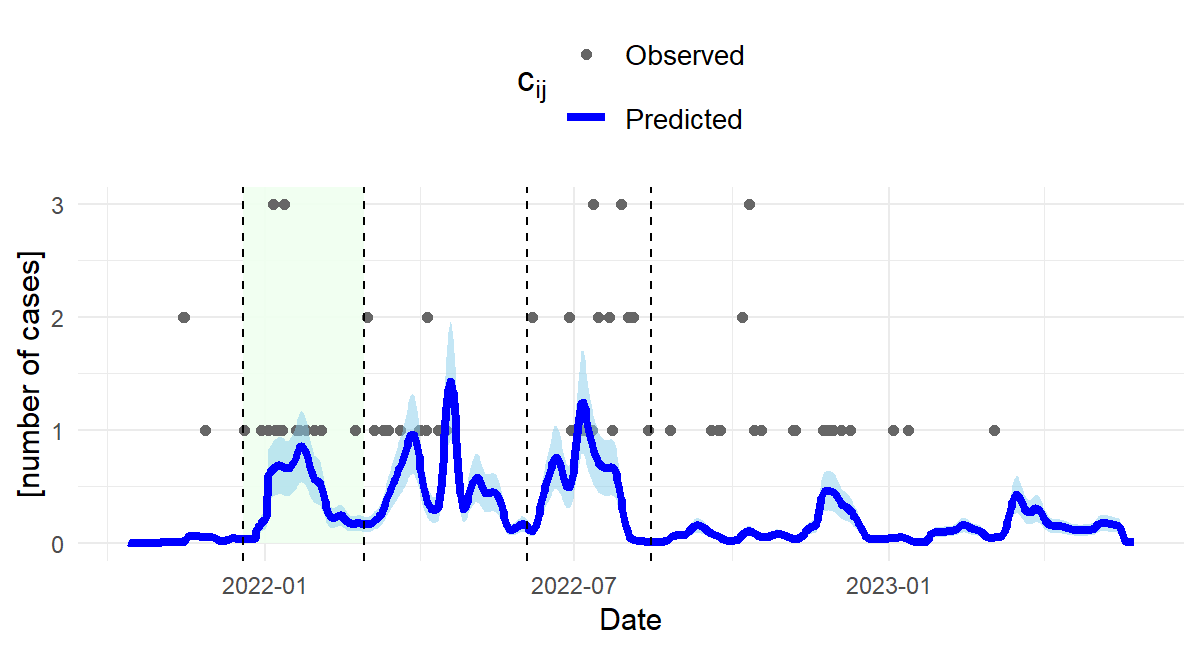 Observed
c_ij
Predicted
[number of cases]
3
2
1
0
2022-01
2022-07
2023-01
Date